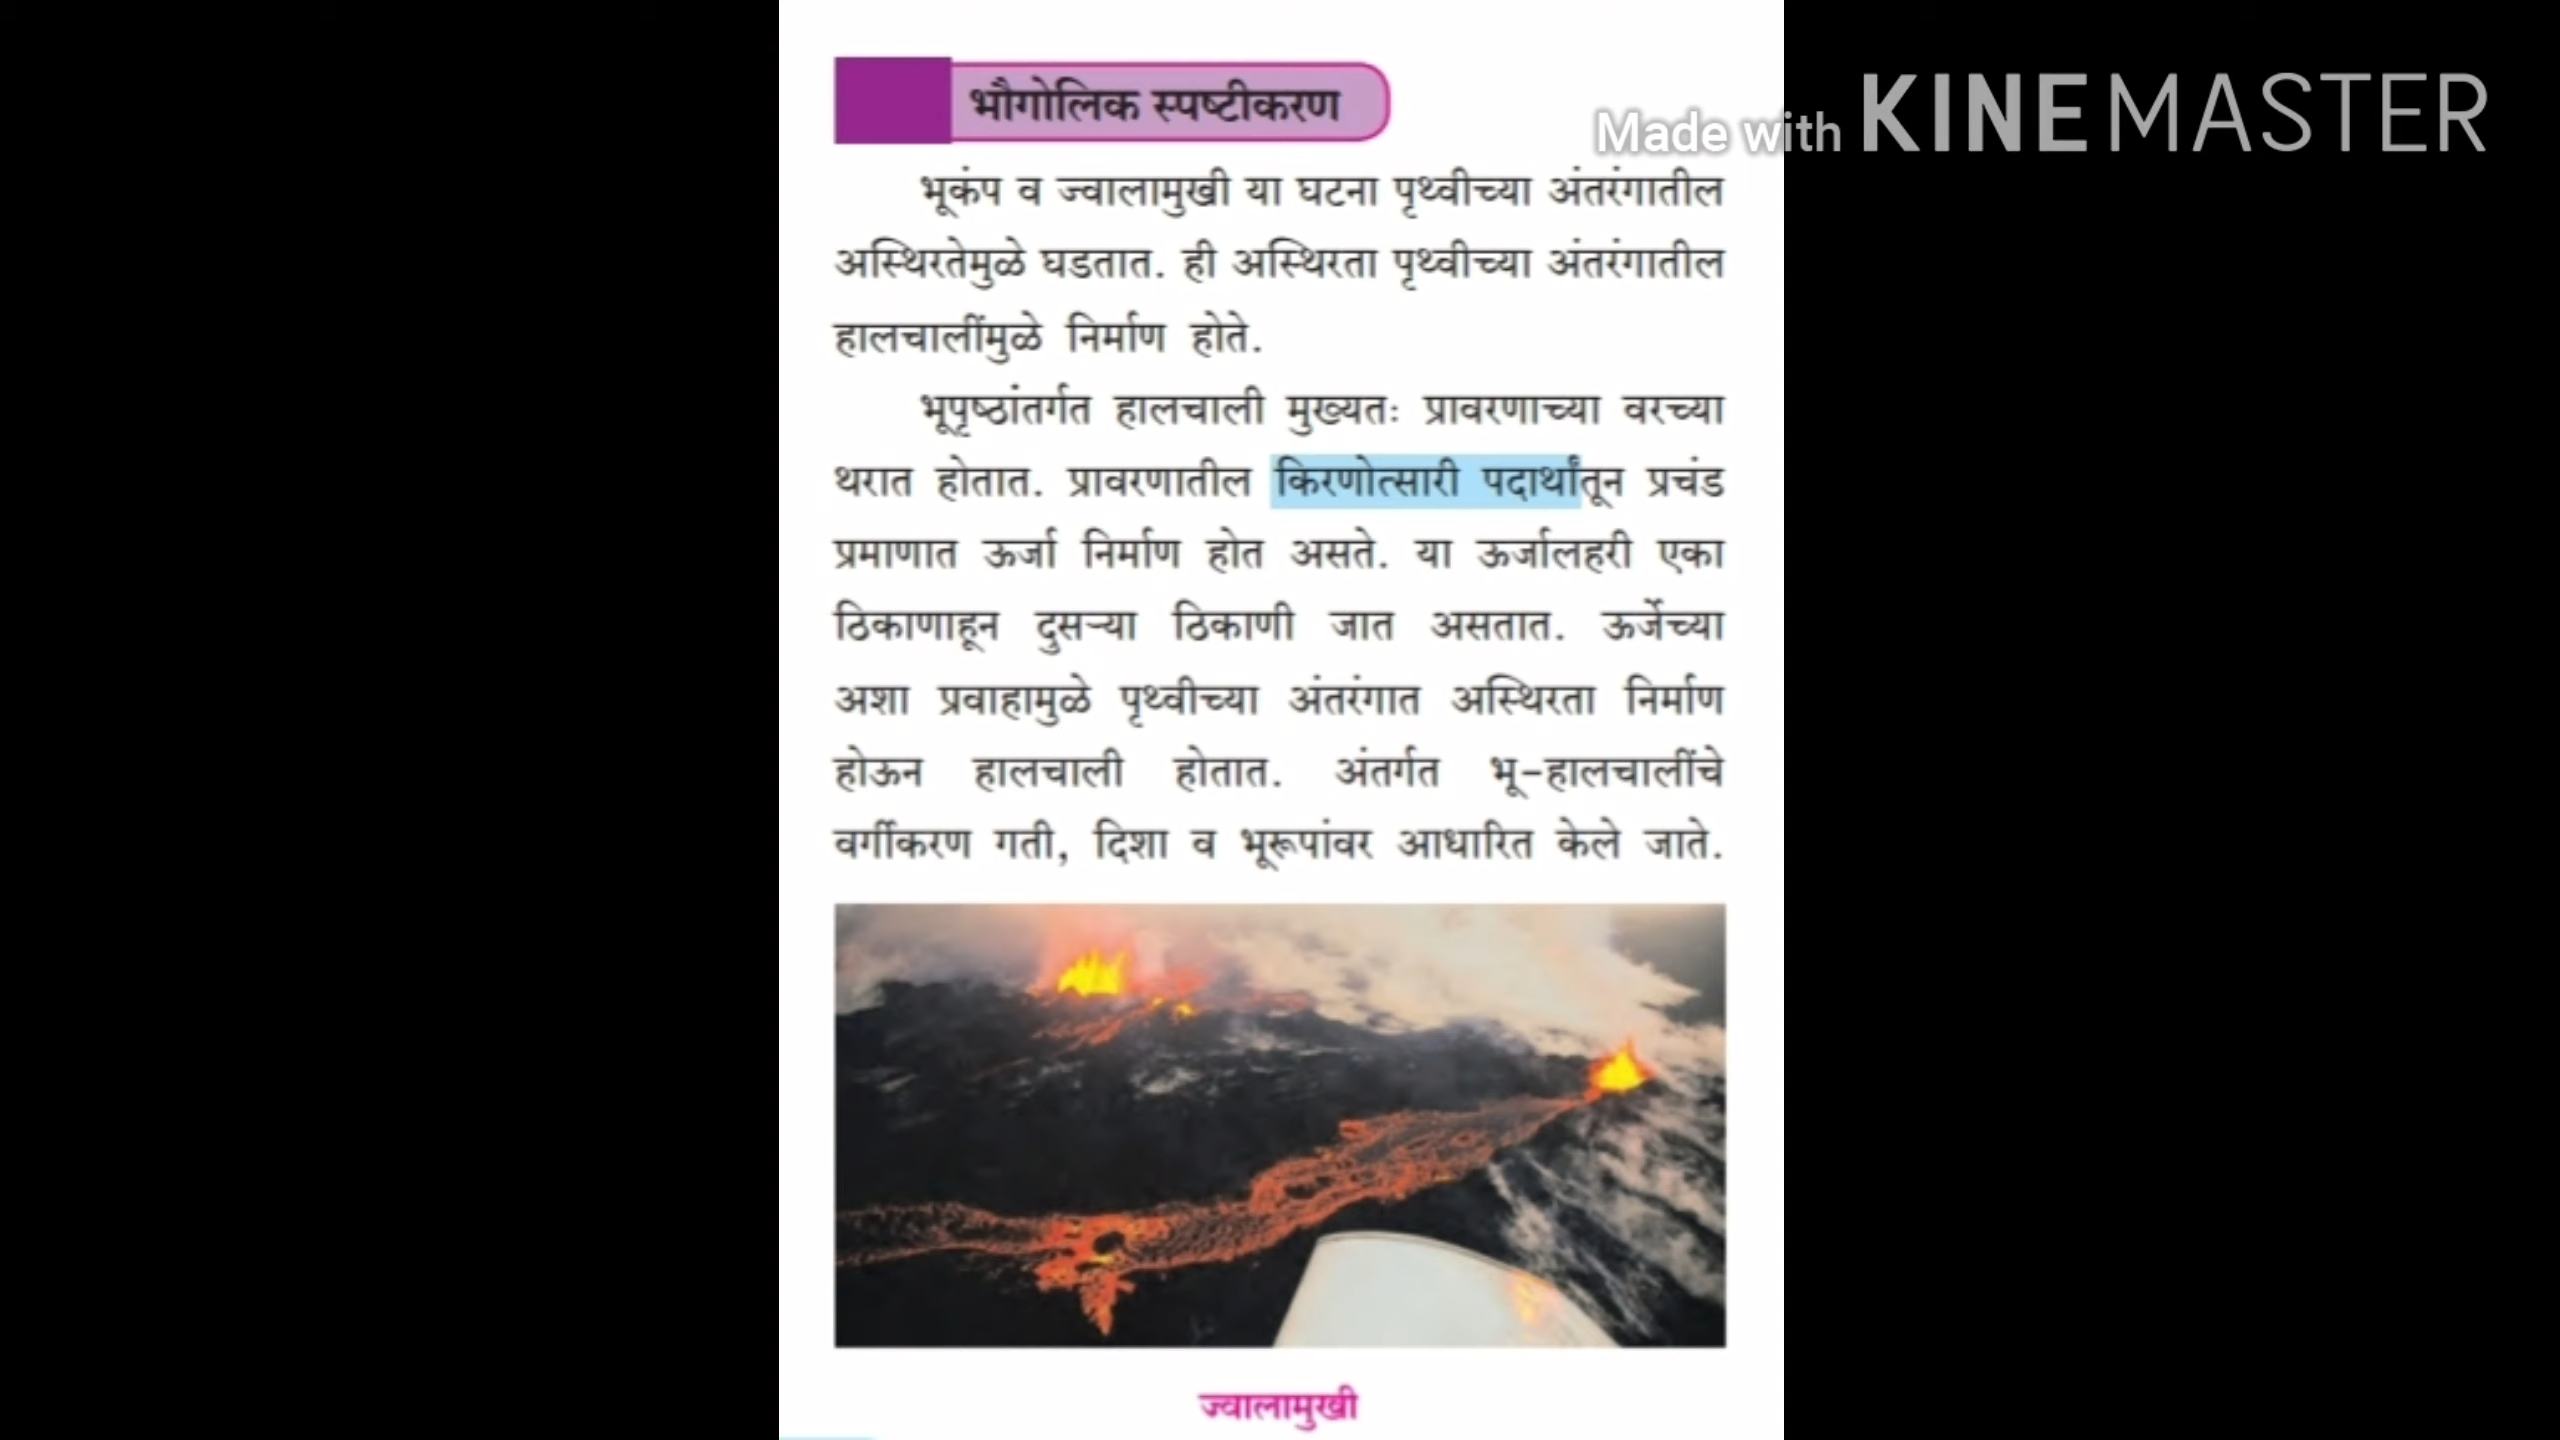 भौगोलिक स्पष्टीकरण
Made with KINEMASTER
भूकंप व ज्वालामुखी या घटना पृथ्वीच्या अंतरंगातील
अस्थिरतेमुळे घडतात. ही अस्थिरता पृथ्वीच्या अंतरंगातील
हालचालींमुळे निर्माण होते.
भूपृष्ठांतर्गत हालचाली मुख्यतः प्रावरणाच्या वरच्या
थरात होतात. प्रावरणातील किरणोत्सारी पदार्थांतून प्रचंड
प्रमाणात ऊर्जा निर्माण होत असते. या ऊर्जालहरी एका
ठिकाणाहून दुसऱ्या ठिकाणी जात असतात. ऊर्जेच्या
अशा प्रवाहामुळे पृथ्वीच्या अंतरंगात अस्थिरता निर्माण
होऊन हालचाली होतात. अंतर्गत भू-हालचालींचे
वर्गीकरण गती, दिशा व भूरूपांवर आधारित केले जाते.
ज्वालामुखी